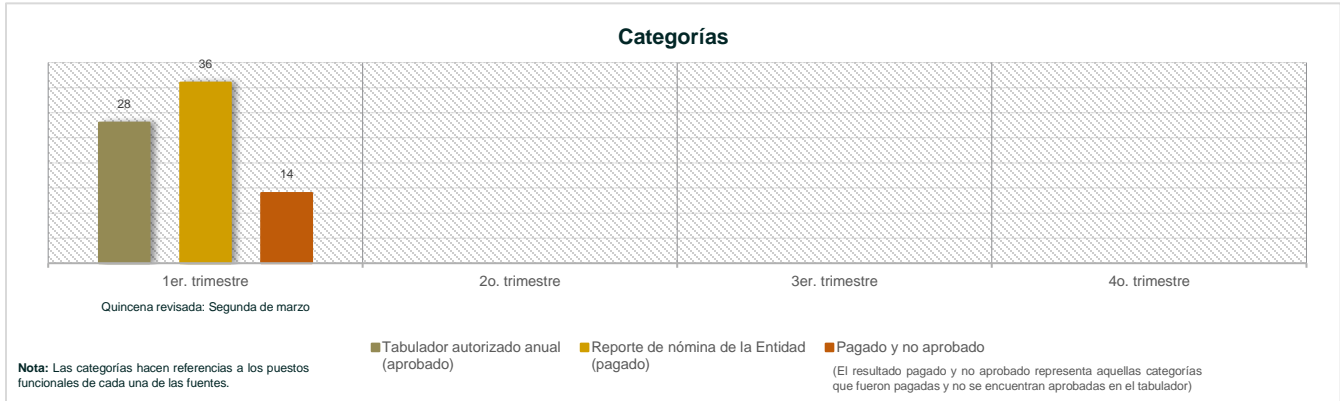 Categorías
36
28
14
1er. trimestre
2o. trimestre
3er. trimestre
4o. trimestre
Quincena revisada: Segunda de marzo
Tabulador autorizado anual
(aprobado)
Reporte de nómina de la Entidad
(pagado)
Pagado y no aprobado
(El resultado pagado y no aprobado representa aquellas categorías
que fueron pagadas y no se encuentran aprobadas en el tabulador)
Nota: Las categorías hacen referencias a los puestos
funcionales de cada una de las fuentes.